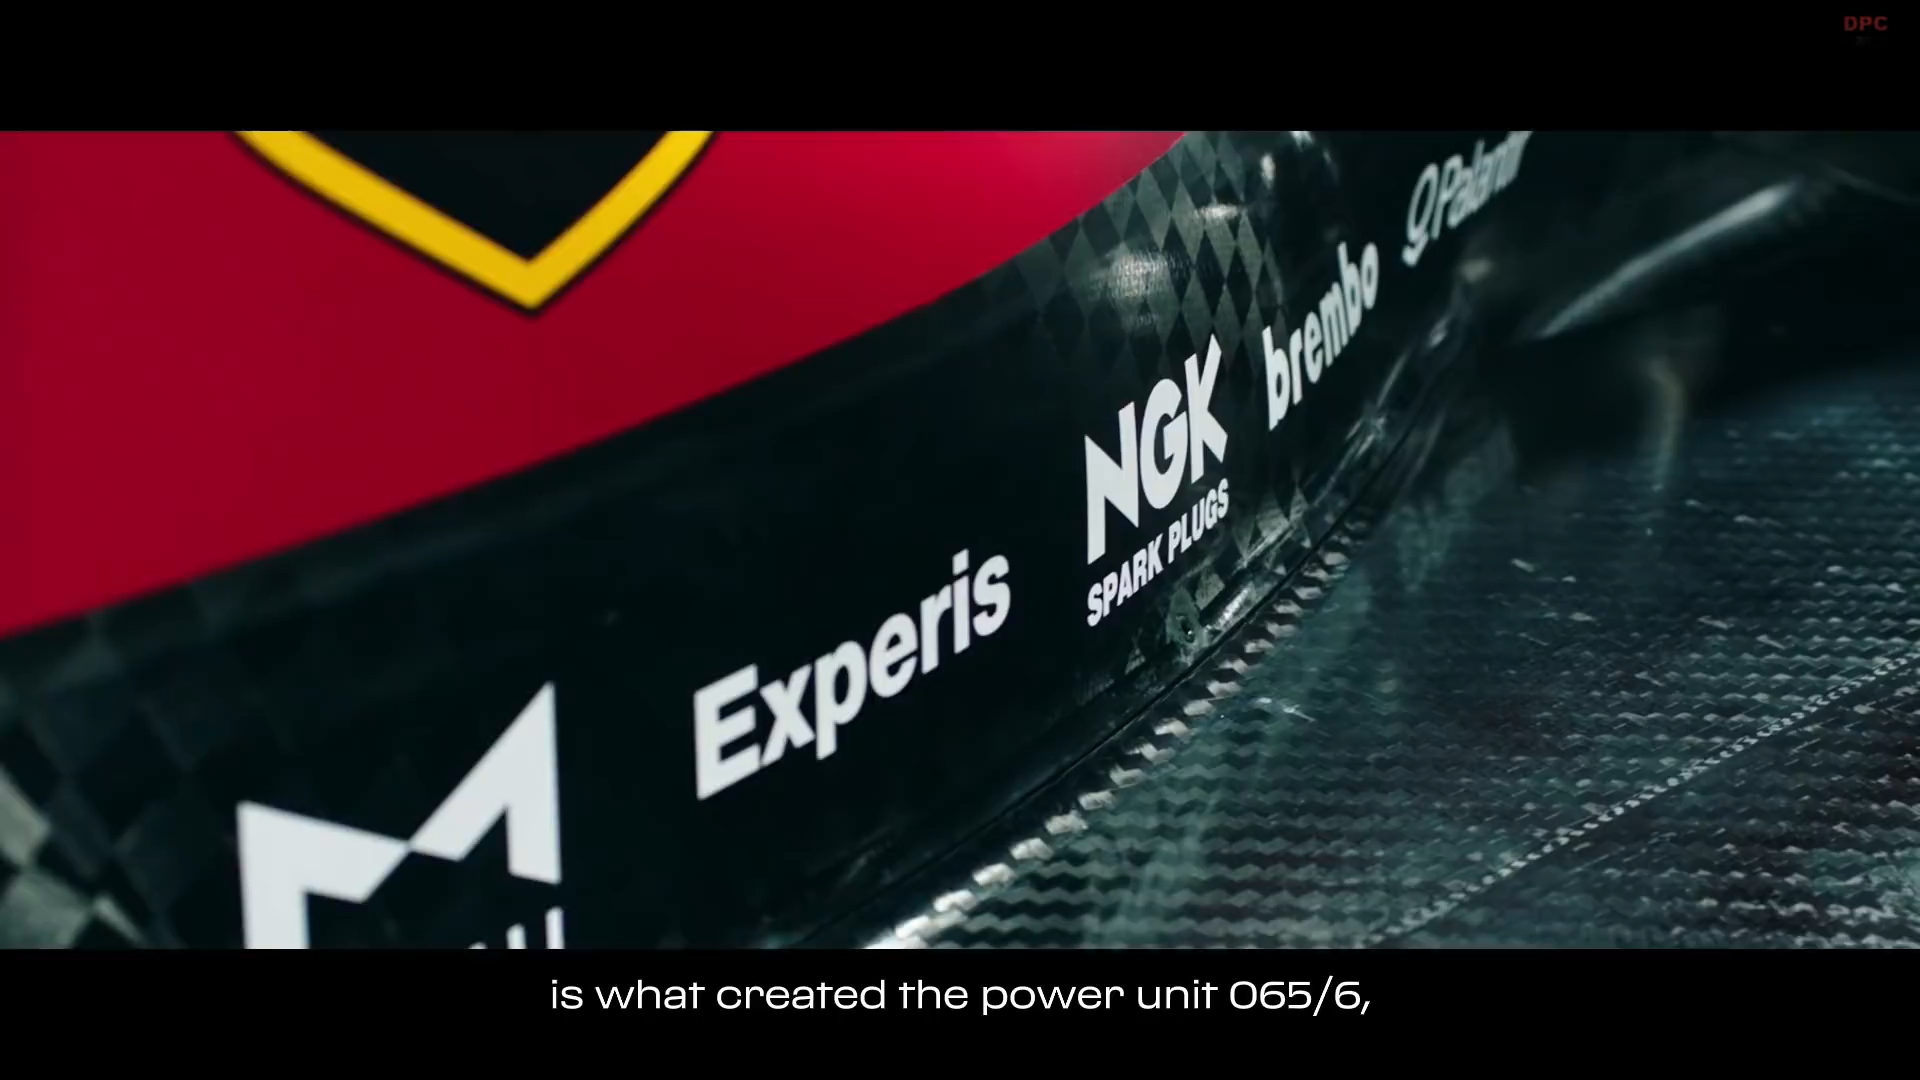 DPC
Palantir
brembo
NGK
SPARK PLUGS
Experis
is what created the power unit 065/6,